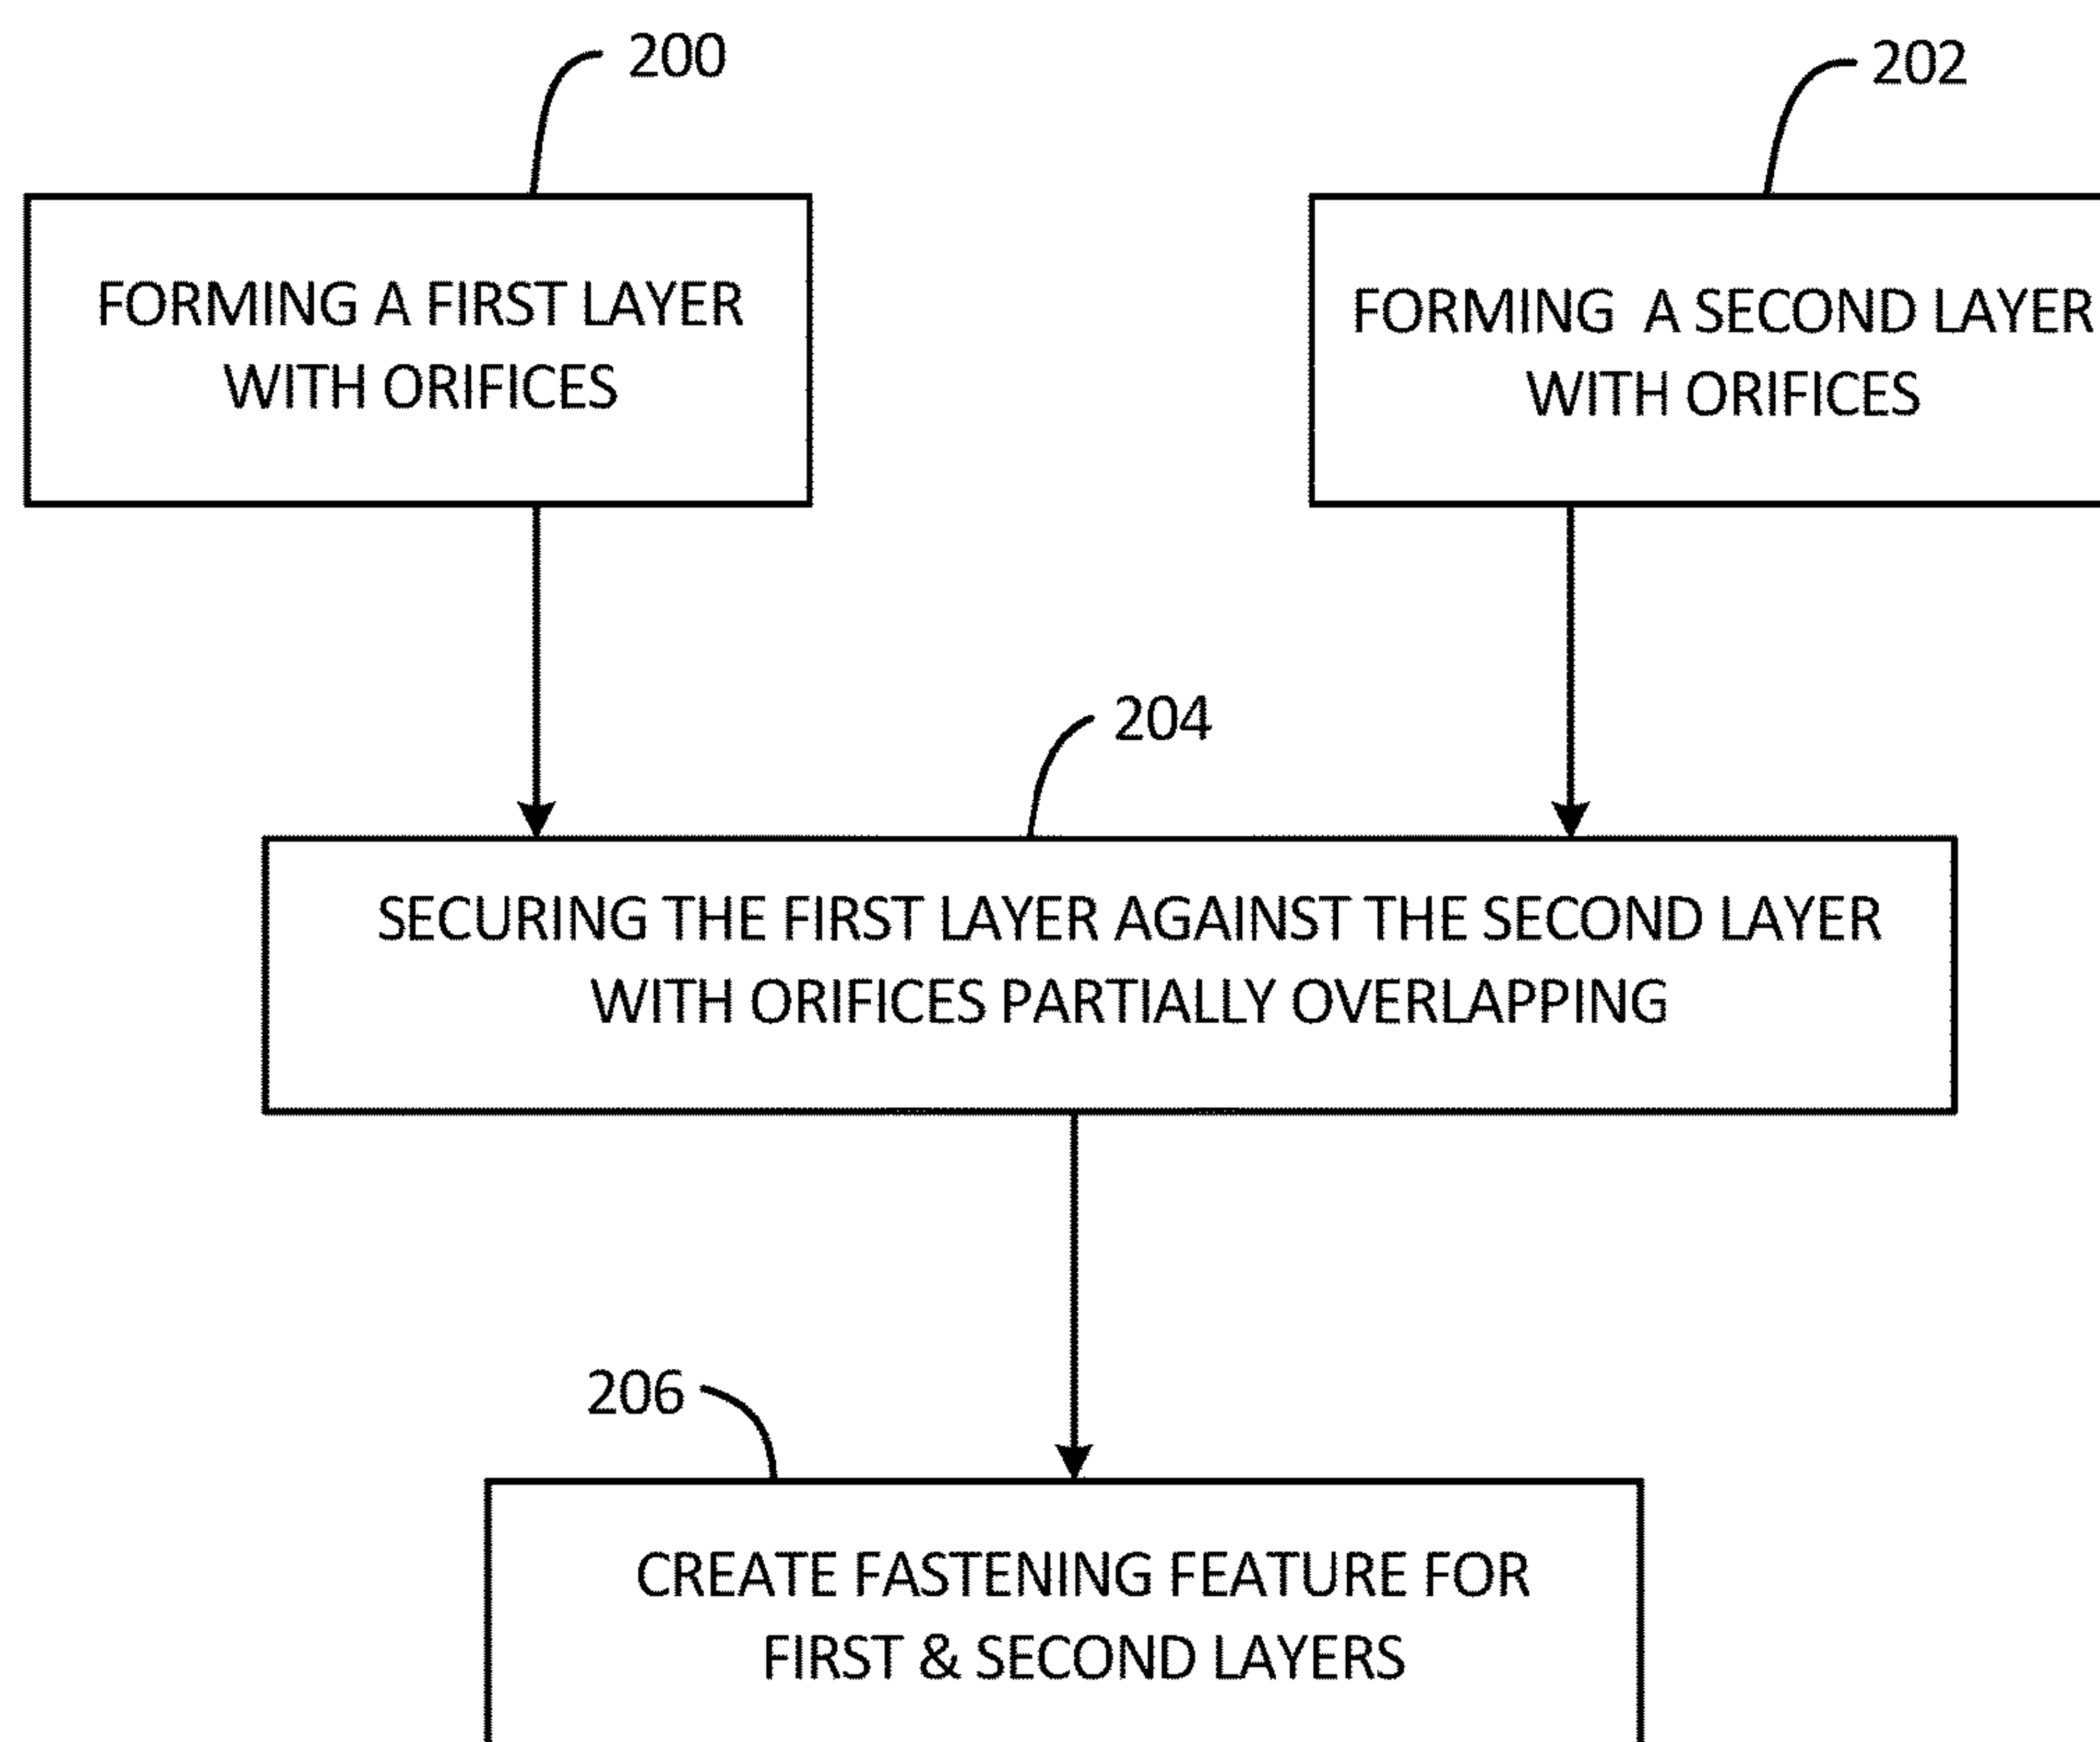 200
202
FORMING A FIRST LAYER
WITH ORIFICES
FORMING A SECOND LAYER
WITH ORIFICES
204
SECURING THE FIRST LAYER AGAINST THE SECOND LAYER
WITH ORIFICES PARTIALLY OVERLAPPING
206
CREATE FASTENING FEATURE FOR
FIRST & SECOND LAYERS